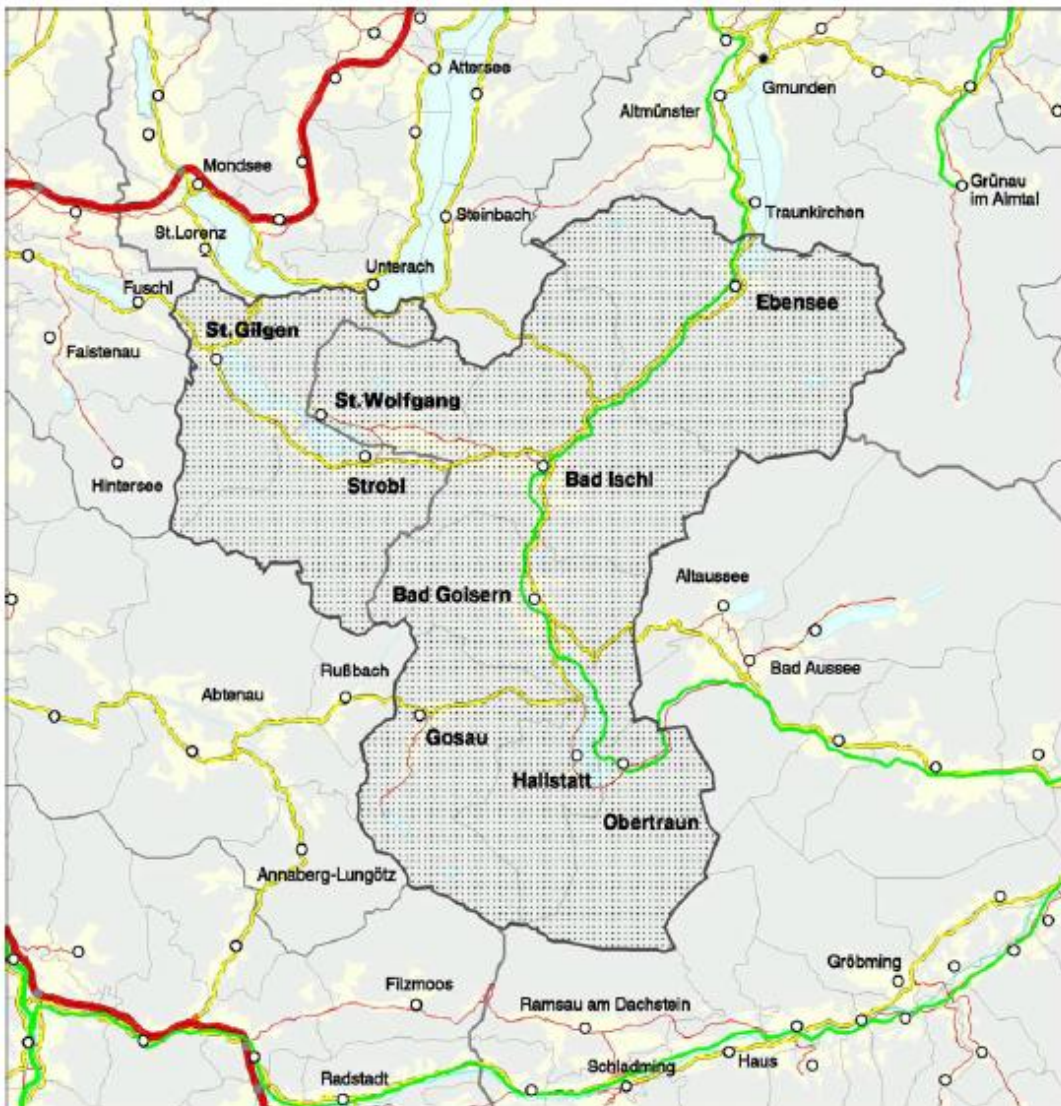 Attersee
Gmunden
Altmünster
Mondsee
Grünau
im Almtal
Traunkirchen
Steinbach
St.Lorenz
Unterach
Fuschl
Ebensee
St.Gilgen
Faistenau
St.Wolfgang
Hintersee
Strobl
Bad Ischl
Altaussee
Bad Goisern
Bad Aussee
Rußbach
Abtenau
Gosau
Hallstatt
Obertraun
Annaberg-Lungötz
Gröbming
Filzmoos
Ramsau am Dachstein
Schladming
Haus
Radstadt